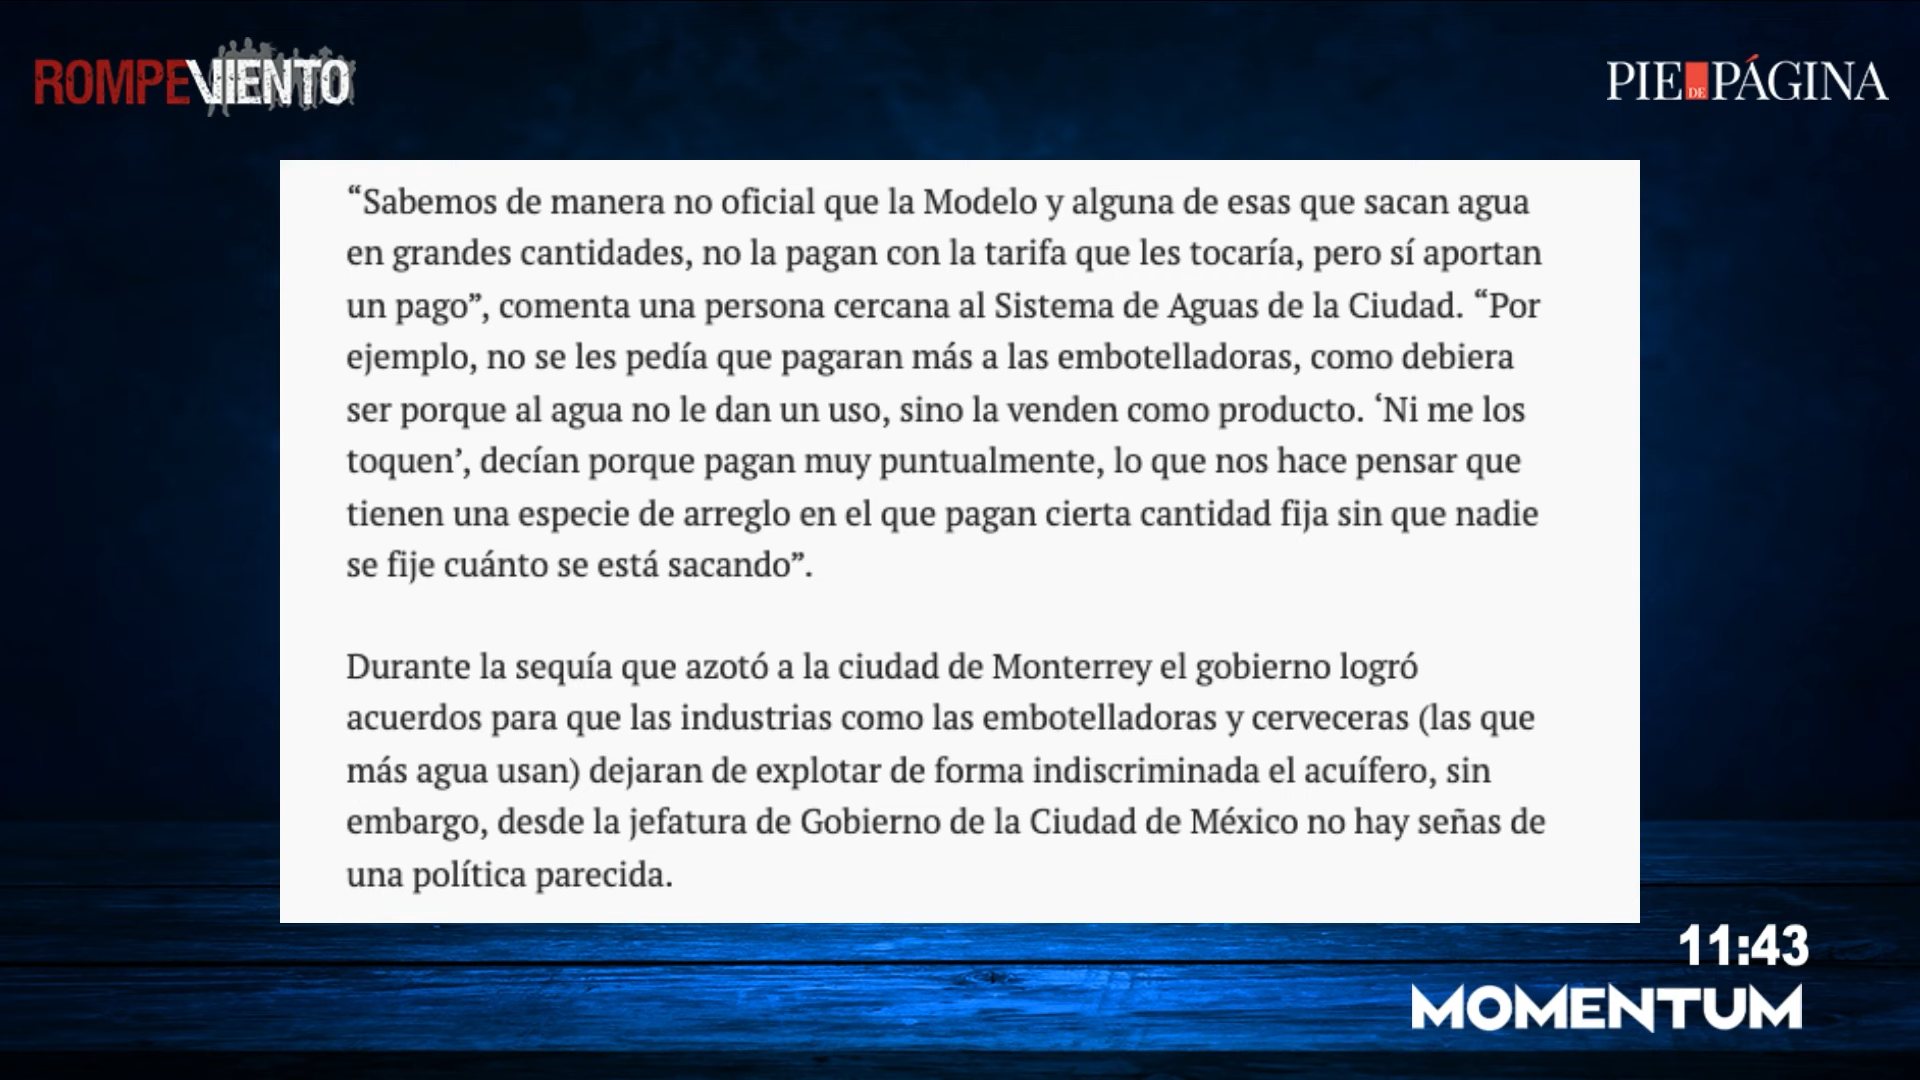 ROMPEVIENTO
PIE DE PÁGINA
“Sabemos de manera no oficial que la Modelo y alguna de esas que sacan agua
en grandes cantidades, no la pagan con la tarifa que les tocaría, pero sí aportan
un pago”, comenta una persona cercana al Sistema de Aguas de la Ciudad. “Por
ejemplo, no se les pedía que pagaran más a las embotelladoras, como debiera
ser porque al agua no le dan un uso, sino la venden como producto. ‘Ni me los
toquen’, decían porque pagan muy puntualmente, lo que nos hace pensar que
tienen una especie de arreglo en el que pagan cierta cantidad fija sin que nadie
se fije cuánto se está sacando”.
Durante la sequía que azotó a la ciudad de Monterrey el gobierno logró
acuerdos para que las industrias como las embotelladoras y cerveceras (las que
más agua usan) dejaran de explotar de forma indiscriminada el acuífero, sin
embargo, desde la jefatura de Gobierno de la Ciudad de México no hay señas de
una política parecida.
11:43
MOMENTUM